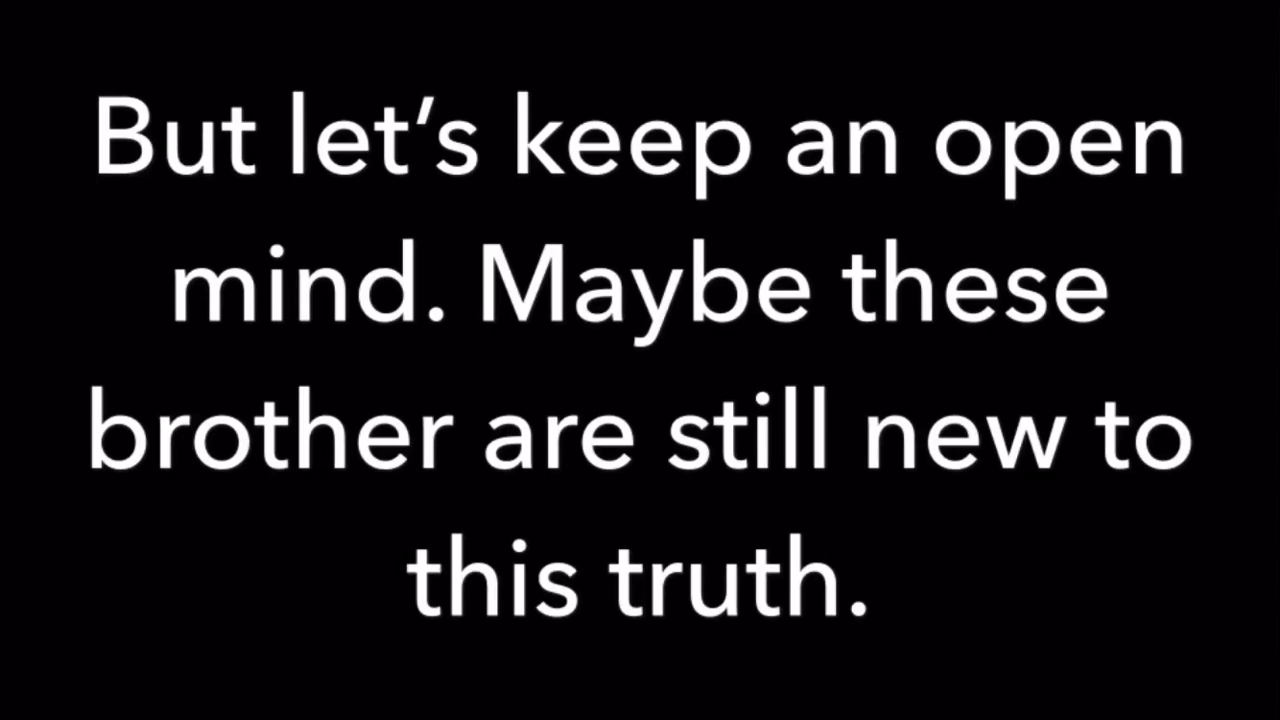 But let’s keep an open
mind. Maybe these
brother are still new to
this truth.